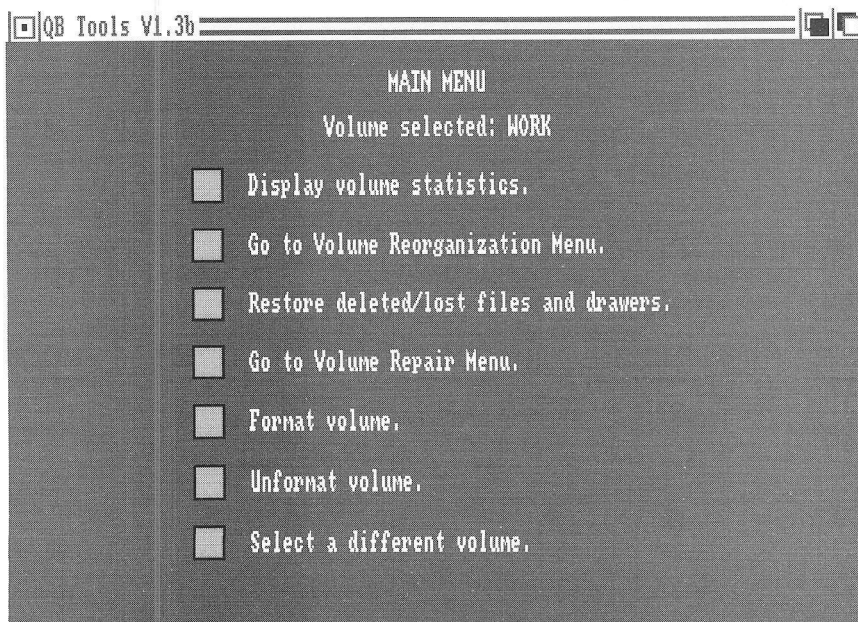 QB Tools V1.3b
MAIN MENU
Volume selected: WORK
Display volume statistics.
Go to Volume Reorganization Menu.
Restore deleted/lost files and drawers.
Go to Volume Repair Menu.
Format volume.
Unformat volume.
Select a different volume.